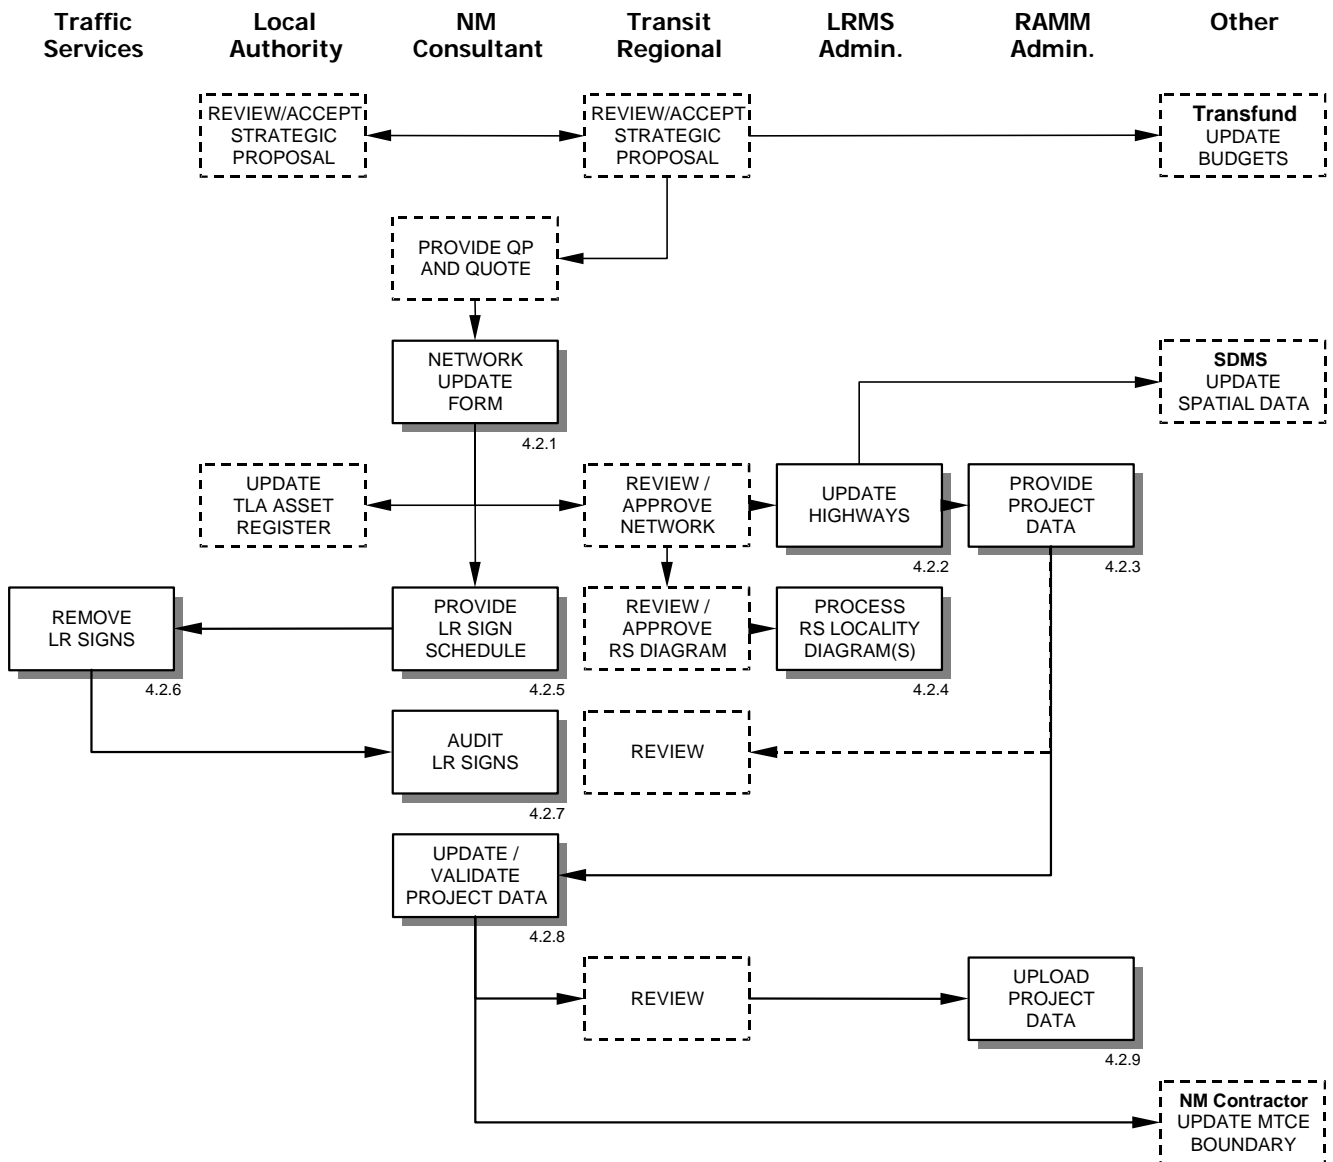 Traffic
Services
Local
Authority
NM
Consultant
Transit
Regional
LRMS
Admin.
RAMM
Admin.
Other
REVIEW/ACCEPT
STRATEGIC
PROPOSAL
REVIEW/ACCEPT
STRATEGIC
PROPOSAL
Transfund
UPDATE
BUDGETS
PROVIDE QP
AND QUOTE
NETWORK
UPDATE
FORM
4.2.1
SDMS
UPDATE
SPATIAL DATA
UPDATE
TLA ASSET
REGISTER
REVIEW /
APPROVE
NETWORK
UPDATE
HIGHWAYS
4.2.2
PROVIDE
PROJECT
DATA
4.2.3
REMOVE
LR SIGNS
4.2.6
PROVIDE
LR SIGN
SCHEDULE
4.2.5
REVIEW /
APPROVE
RS DIAGRAM
PROCESS
RS LOCALITY
DIAGRAM(S)
4.2.4
AUDIT
LR SIGNS
4.2.7
REVIEW
UPDATE /
VALIDATE
PROJECT DATA
4.2.8
REVIEW
UPLOAD
PROJECT
DATA
4.2.9
NM Contractor
UPDATE MTCE
BOUNDARY